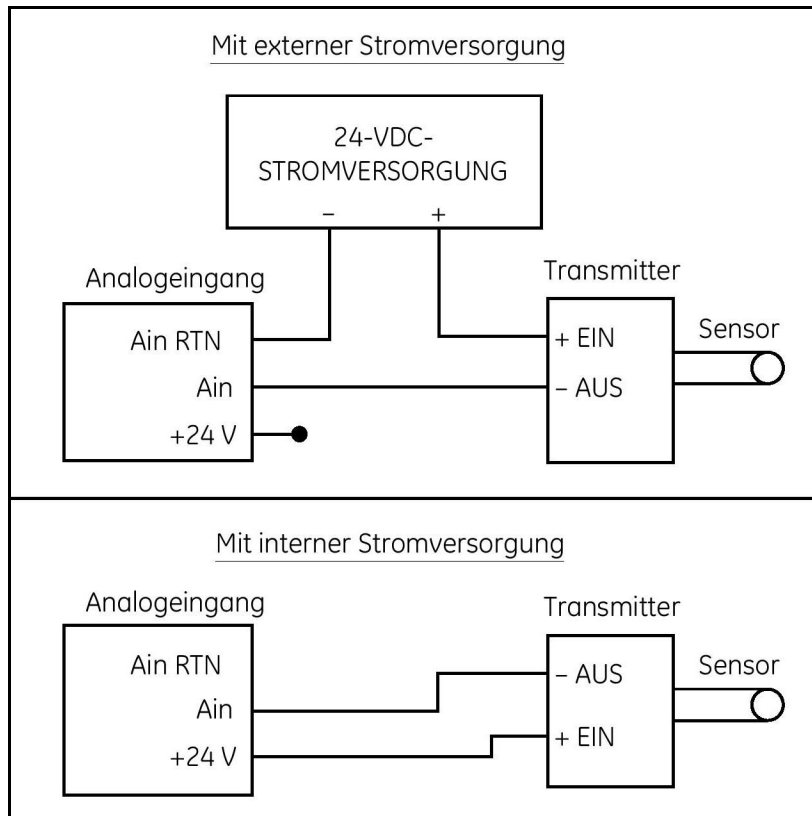 Mit externer Stromversorgung
24-VDC-
STROMVERSORGUNG
– +
Analogeingang
Transmitter
Ain RTN
Ain
+24 V
+ EIN
– AUS
Sensor
Mit interner Stromversorgung
Analogeingang
Transmitter
Ain RTN
Ain
+24 V
– AUS
+ EIN
Sensor